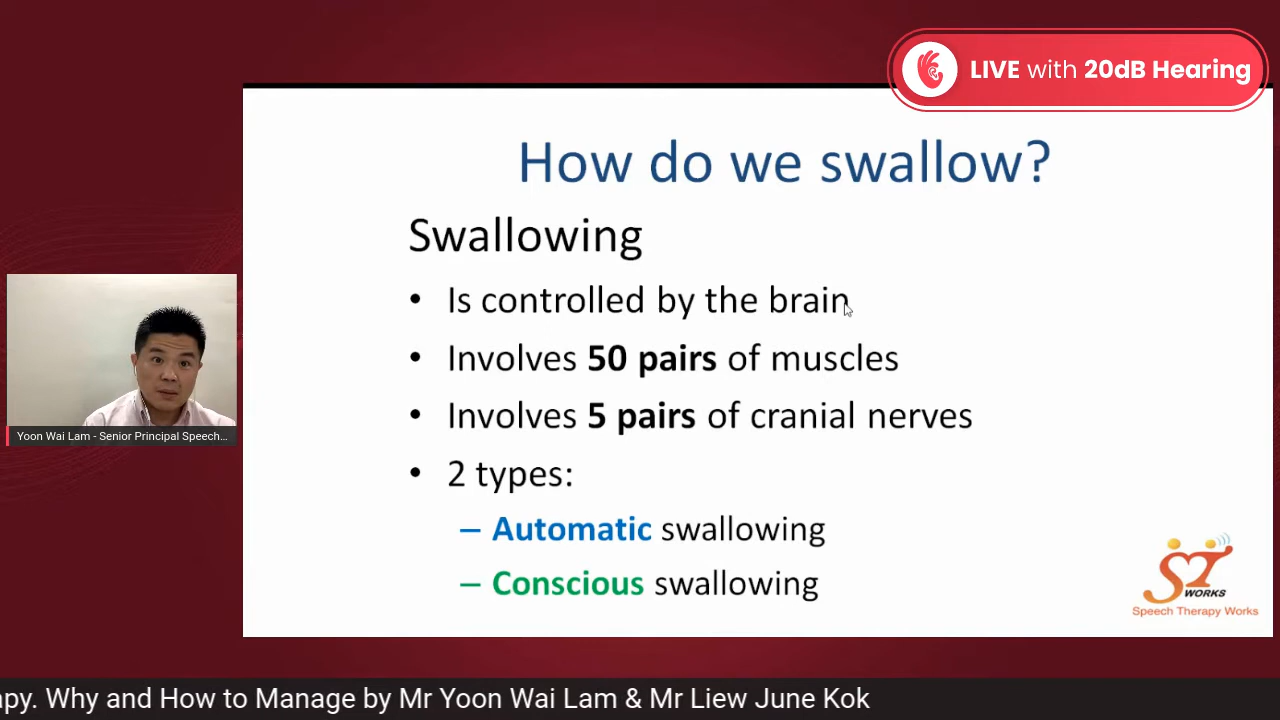 LIVE with 20dB Hearing
How do we swallow?
Swallowing
• Is controlled by the brain
• Involves 50 pairs of muscles
• Involves 5 pairs of cranial nerves
• 2 types:
– Automatic swallowing
– Conscious swallowing
Yoon Wai Lam - Senior Principal Speech...
ST
WORKS
Speech Therapy Works
apy. Why and How to Manage by Mr Yoon Wai Lam & Mr Liew June Kok